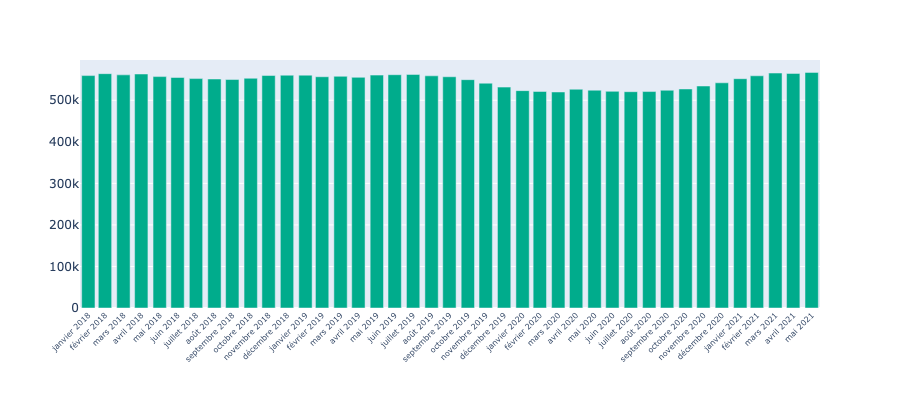 500k
400k
300k
200k
100k
0
janvier 2018
février 2018
mars 2018
avril 2018
mai 2018
juin 2018
juillet 2018
août 2018
septembre 2018
octobre 2018
novembre 2018
décembre 2018
janvier 2019
février 2019
mars 2019
avril 2019
mai 2019
juin 2019
juillet 2019
août 2019
septembre 2019
octobre 2019
novembre 2019
décembre 2019
janvier 2020
février 2020
mars 2020
avril 2020
mai 2020
juin 2020
juillet 2020
août 2020
septembre 2020
octobre 2020
novembre 2020
décembre 2020
janvier 2021
février 2021
mars 2021
avril 2021
mai 2021